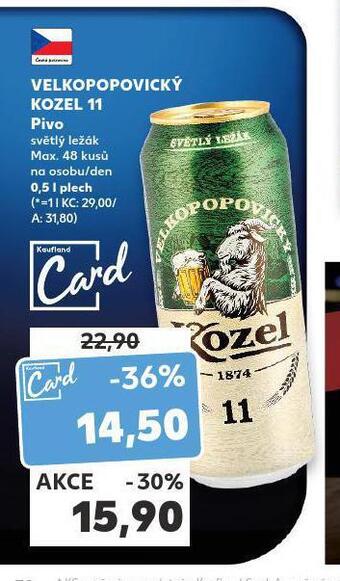 Česká potravina
VELKOPOPOVICKÝ
KOZEL 11
Pivo
světlý ležák
Max. 48 kusů
na osobu/den
0,5 l plech
(*=1 l KC: 29,00/
A: 31,80)
Kaufland
Card
22,90
Kaufland
Card
-36%
14,50
AKCE -30%
15,90
SVĚTLÝ LEŽÁK
VELKOPOPOVICKÝ
Kozel
1874
11